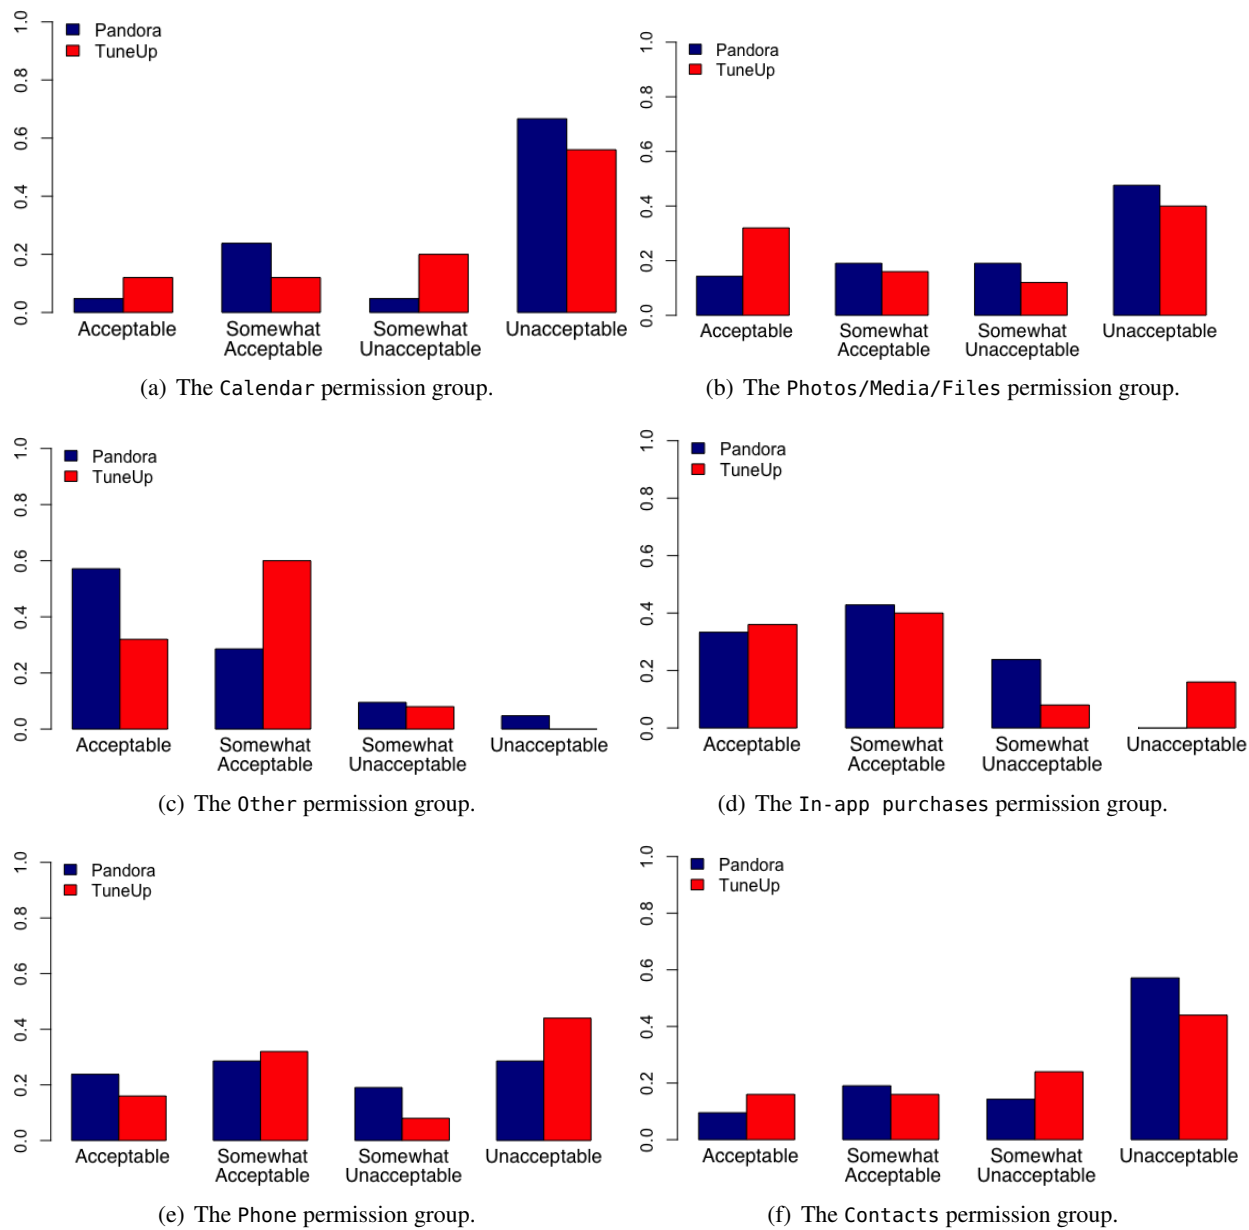 1.0
0.8
0.6
0.4
0.2
0.0
Pandora
TuneUp
Acceptable
Somewhat
Acceptable
Somewhat
Unacceptable
Unacceptable
(a) The Calendar permission group.
1.0
0.8
0.6
0.4
0.2
0.0
Pandora
TuneUp
Acceptable
Somewhat
Acceptable
Somewhat
Unacceptable
Unacceptable
(b) The Photos/Media/Files permission group.
1.0
0.8
0.6
0.4
0.2
0.0
Pandora
TuneUp
Acceptable
Somewhat
Acceptable
Somewhat
Unacceptable
Unacceptable
(c) The Other permission group.
1.0
0.8
0.6
0.4
0.2
0.0
Pandora
TuneUp
Acceptable
Somewhat
Acceptable
Somewhat
Unacceptable
Unacceptable
(d) The In-app purchases permission group.
1.0
0.8
0.6
0.4
0.2
0.0
Pandora
TuneUp
Acceptable
Somewhat
Acceptable
Somewhat
Unacceptable
Unacceptable
(e) The Phone permission group.
1.0
0.8
0.6
0.4
0.2
0.0
Pandora
TuneUp
Acceptable
Somewhat
Acceptable
Somewhat
Unacceptable
Unacceptable
(f) The Contacts permission group.